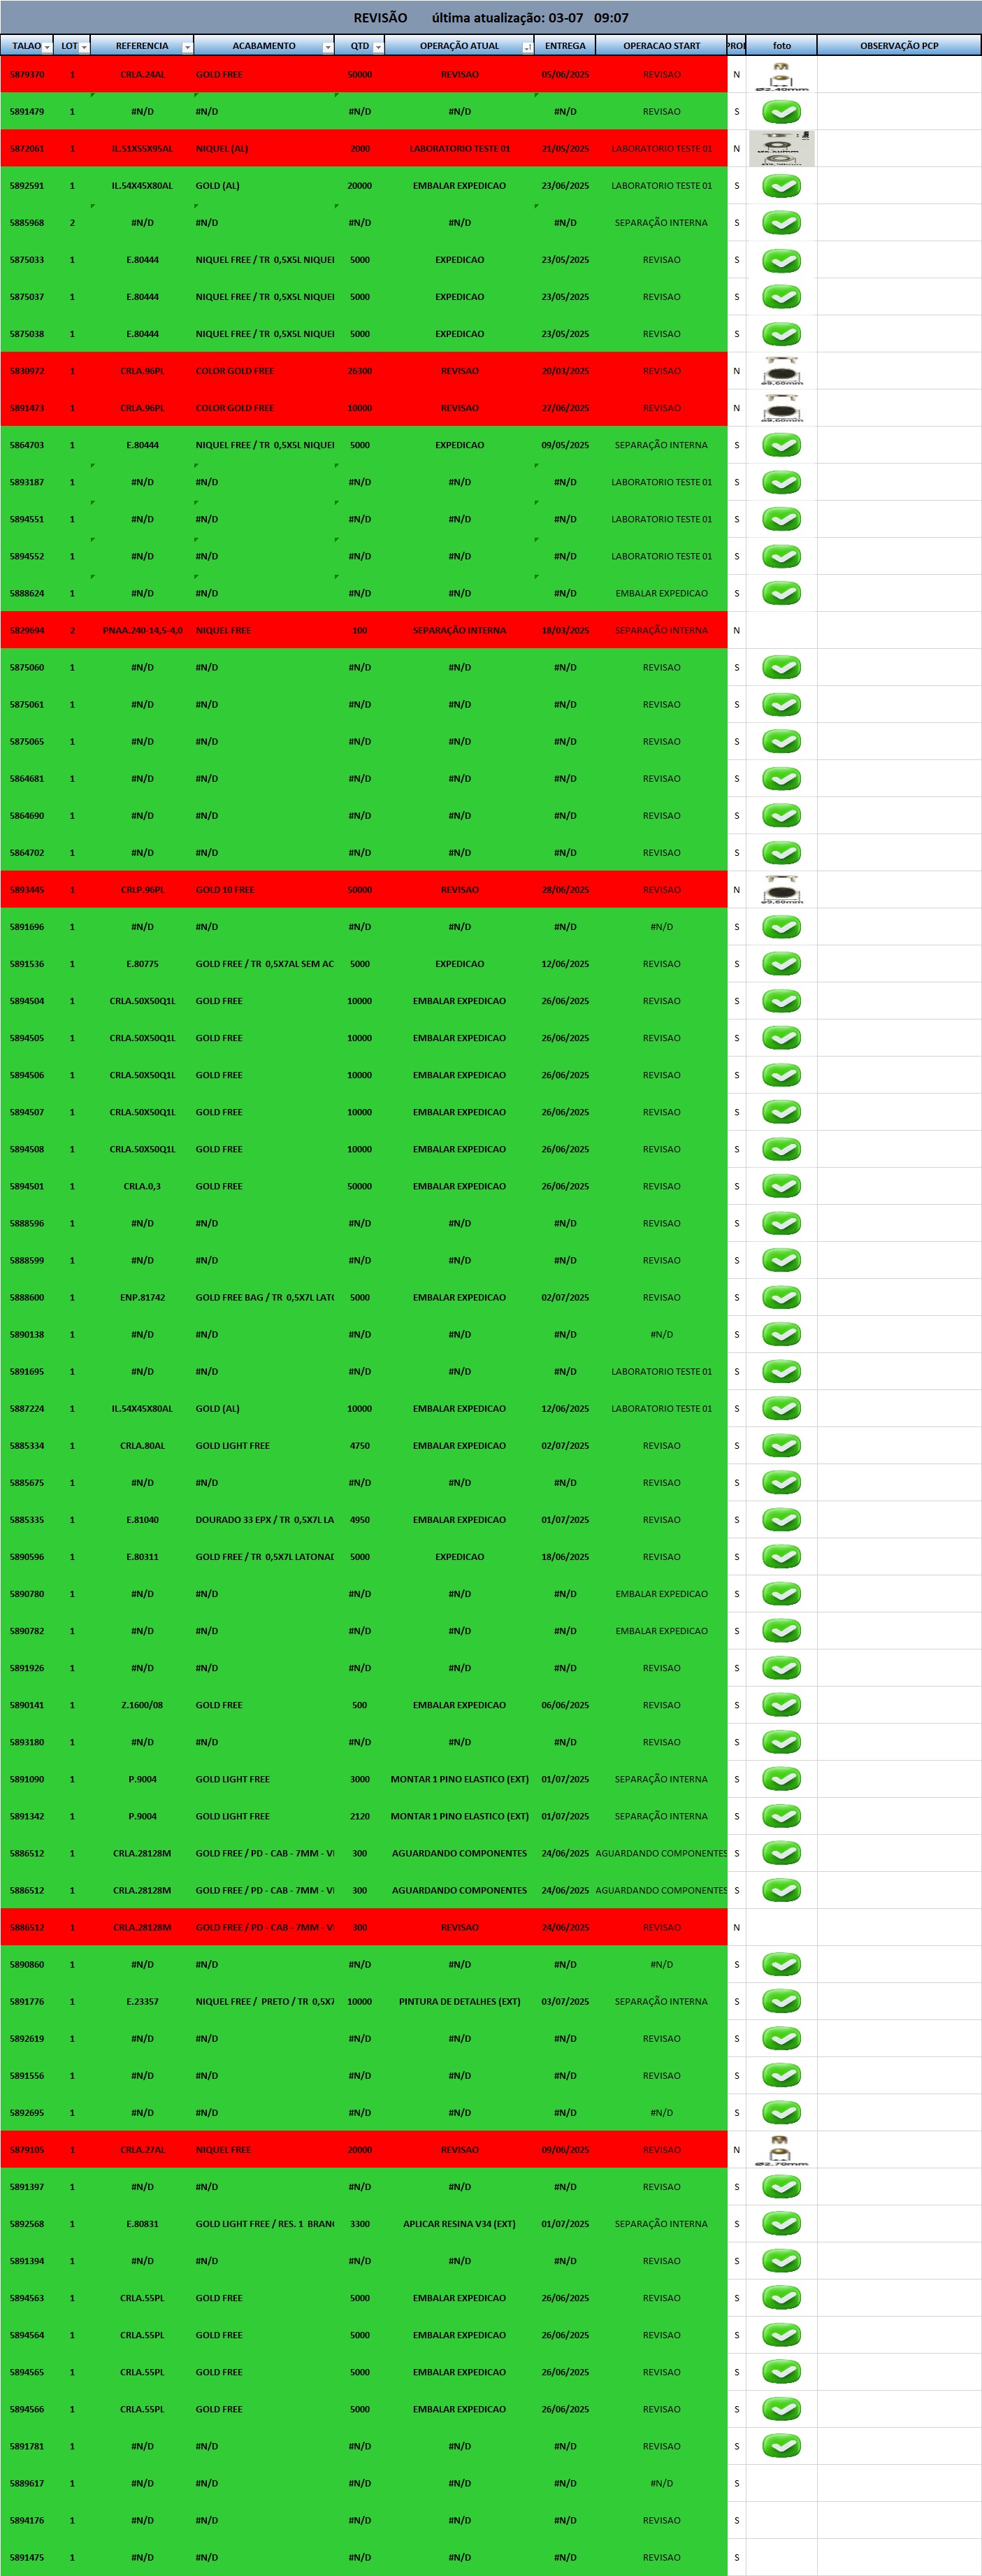 REVISÃO última atualização: 03-07 09:07
TALAO LOT REFERENCIA ACABAMENTO QTD OPERAÇÃO ATUAL ENTREGA OPERACAO START PROI foto OBSERVAÇÃO PCP
5879370 1 CRLA.24AL GOLD FREE 50000 REVISAO 05/06/2025 REVISAO N Ø2.40mm
5891479 1 #N/D #N/D #N/D #N/D #N/D REVISAO S
5872061 1 IL.51X55X95AL NIQUEL (AL) 2000 LABORATORIO TESTE 01 21/05/2025 LABORATORIO TESTE 01 N
5892591 1 IL.54X45X80AL GOLD (AL) 20000 EMBALAR EXPEDICAO 23/06/2025 LABORATORIO TESTE 01 S
5885968 2 #N/D #N/D #N/D #N/D #N/D SEPARAÇÃO INTERNA S
5875033 1 E.80444 NIQUEL FREE / TR 0,5X5L NIQUEI 5000 EXPEDICAO 23/05/2025 REVISAO S
5875037 1 E.80444 NIQUEL FREE / TR 0,5X5L NIQUEI 5000 EXPEDICAO 23/05/2025 REVISAO S
5875038 1 E.80444 NIQUEL FREE / TR 0,5X5L NIQUEI 5000 EXPEDICAO 23/05/2025 REVISAO S
5830972 1 CRLA.96PL COLOR GOLD FREE 26300 REVISAO 20/03/2025 REVISAO N Ø9.60mm
5891473 1 CRLA.96PL COLOR GOLD FREE 10000 REVISAO 27/06/2025 REVISAO N Ø9.60mm
5864703 1 E.80444 NIQUEL FREE / TR 0,5X5L NIQUEI 5000 EXPEDICAO 09/05/2025 SEPARAÇÃO INTERNA S
5893187 1 #N/D #N/D #N/D #N/D #N/D LABORATORIO TESTE 01 S
5894551 1 #N/D #N/D #N/D #N/D #N/D LABORATORIO TESTE 01 S
5894552 1 #N/D #N/D #N/D #N/D #N/D LABORATORIO TESTE 01 S
5888624 1 #N/D #N/D #N/D #N/D #N/D EMBALAR EXPEDICAO S
5829694 2 PNAA.240-14,5-4,0 NIQUEL FREE 100 SEPARAÇÃO INTERNA 18/03/2025 SEPARAÇÃO INTERNA N
5875060 1 #N/D #N/D #N/D #N/D #N/D REVISAO S
5875061 1 #N/D #N/D #N/D #N/D #N/D REVISAO S
5875065 1 #N/D #N/D #N/D #N/D #N/D REVISAO S
5864681 1 #N/D #N/D #N/D #N/D #N/D REVISAO S
5864690 1 #N/D #N/D #N/D #N/D #N/D REVISAO S
5864702 1 #N/D #N/D #N/D #N/D #N/D REVISAO S
5893445 1 CRLP.96PL GOLD 10 FREE 50000 REVISAO 28/06/2025 REVISAO N Ø9.60mm
5891696 1 #N/D #N/D #N/D #N/D #N/D #N/D S
5891536 1 E.80775 GOLD FREE / TR 0,5X7AL SEM AC 5000 EXPEDICAO 12/06/2025 REVISAO S
5894504 1 CRLA.50X50Q1L GOLD FREE 10000 EMBALAR EXPEDICAO 26/06/2025 REVISAO S
5894505 1 CRLA.50X50Q1L GOLD FREE 10000 EMBALAR EXPEDICAO 26/06/2025 REVISAO S
5894506 1 CRLA.50X50Q1L GOLD FREE 10000 EMBALAR EXPEDICAO 26/06/2025 REVISAO S
5894507 1 CRLA.50X50Q1L GOLD FREE 10000 EMBALAR EXPEDICAO 26/06/2025 REVISAO S
5894508 1 CRLA.50X50Q1L GOLD FREE 10000 EMBALAR EXPEDICAO 26/06/2025 REVISAO S
5894501 1 CRLA.0,3 GOLD FREE 50000 EMBALAR EXPEDICAO 26/06/2025 REVISAO S
5888596 1 #N/D #N/D #N/D #N/D #N/D REVISAO S
5888599 1 #N/D #N/D #N/D #N/D #N/D REVISAO S
5888600 1 ENP.81742 GOLD FREE BAG / TR 0,5X7L LAT( 5000 EMBALAR EXPEDICAO 02/07/2025 REVISAO S
5890138 1 #N/D #N/D #N/D #N/D #N/D #N/D S
5891695 1 #N/D #N/D #N/D #N/D #N/D LABORATORIO TESTE 01 S
5887224 1 IL.54X45X80AL GOLD (AL) 10000 EMBALAR EXPEDICAO 12/06/2025 LABORATORIO TESTE 01 S
5885334 1 CRLA.80AL GOLD LIGHT FREE 4750 EMBALAR EXPEDICAO 02/07/2025 REVISAO S
5885675 1 #N/D #N/D #N/D #N/D #N/D REVISAO S
5885335 1 E.81040 DOURADO 33 EPX / TR 0,5X7L LA 4950 EMBALAR EXPEDICAO 01/07/2025 REVISAO S
5890596 1 E.80311 GOLD FREE / TR 0,5X7L LATONAD 5000 EXPEDICAO 18/06/2025 REVISAO S
5890780 1 #N/D #N/D #N/D #N/D #N/D EMBALAR EXPEDICAO S
5890782 1 #N/D #N/D #N/D #N/D #N/D EMBALAR EXPEDICAO S
5891926 1 #N/D #N/D #N/D #N/D #N/D REVISAO S
5890141 1 Z.1600/08 GOLD FREE 500 EMBALAR EXPEDICAO 06/06/2025 REVISAO S
5893180 1 #N/D #N/D #N/D #N/D #N/D REVISAO S
5891090 1 P.9004 GOLD LIGHT FREE 3000 MONTAR 1 PINO ELASTICO (EXT) 01/07/2025 SEPARAÇÃO INTERNA S
5891342 1 P.9004 GOLD LIGHT FREE 2120 MONTAR 1 PINO ELASTICO (EXT) 01/07/2025 SEPARAÇÃO INTERNA S
5886512 1 CRLA.28128M GOLD FREE / PD - CAB - 7MM - VI 300 AGUARDANDO COMPONENTES 24/06/2025 AGUARDANDO COMPONENTES S
5886512 1 CRLA.28128M GOLD FREE / PD - CAB - 7MM - VI 300 AGUARDANDO COMPONENTES 24/06/2025 AGUARDANDO COMPONENTES S
5886512 1 CRLA.28128M GOLD FREE / PD - CAB - 7MM - VI 300 REVISAO 24/06/2025 REVISAO N
5890860 1 #N/D #N/D #N/D #N/D #N/D #N/D S
5891776 1 E.23357 NIQUEL FREE / PRETO / TR 0,5X7 10000 PINTURA DE DETALHES (EXT) 03/07/2025 SEPARAÇÃO INTERNA S
5892619 1 #N/D #N/D #N/D #N/D #N/D REVISAO S
5891556 1 #N/D #N/D #N/D #N/D #N/D REVISAO S
5892695 1 #N/D #N/D #N/D #N/D #N/D #N/D S
5879105 1 CRLA.27AL NIQUEL FREE 20000 REVISAO 09/06/2025 REVISAO N Ø2.70mm
5891397 1 #N/D #N/D #N/D #N/D #N/D REVISAO S
5892568 1 E.80831 GOLD LIGHT FREE / RES. 1 BRAN( 3300 APLICAR RESINA V34 (EXT) 01/07/2025 SEPARAÇÃO INTERNA S
5891394 1 #N/D #N/D #N/D #N/D #N/D REVISAO S
5894563 1 CRLA.55PL GOLD FREE 5000 EMBALAR EXPEDICAO 26/06/2025 REVISAO S
5894564 1 CRLA.55PL GOLD FREE 5000 EMBALAR EXPEDICAO 26/06/2025 REVISAO S
5894565 1 CRLA.55PL GOLD FREE 5000 EMBALAR EXPEDICAO 26/06/2025 REVISAO S
5894566 1 CRLA.55PL GOLD FREE 5000 EMBALAR EXPEDICAO 26/06/2025 REVISAO S
5891781 1 #N/D #N/D #N/D #N/D #N/D REVISAO S
5889617 1 #N/D #N/D #N/D #N/D #N/D #N/D S
5894176 1 #N/D #N/D #N/D #N/D #N/D REVISAO S
5891475 1 #N/D #N/D #N/D #N/D #N/D REVISAO S